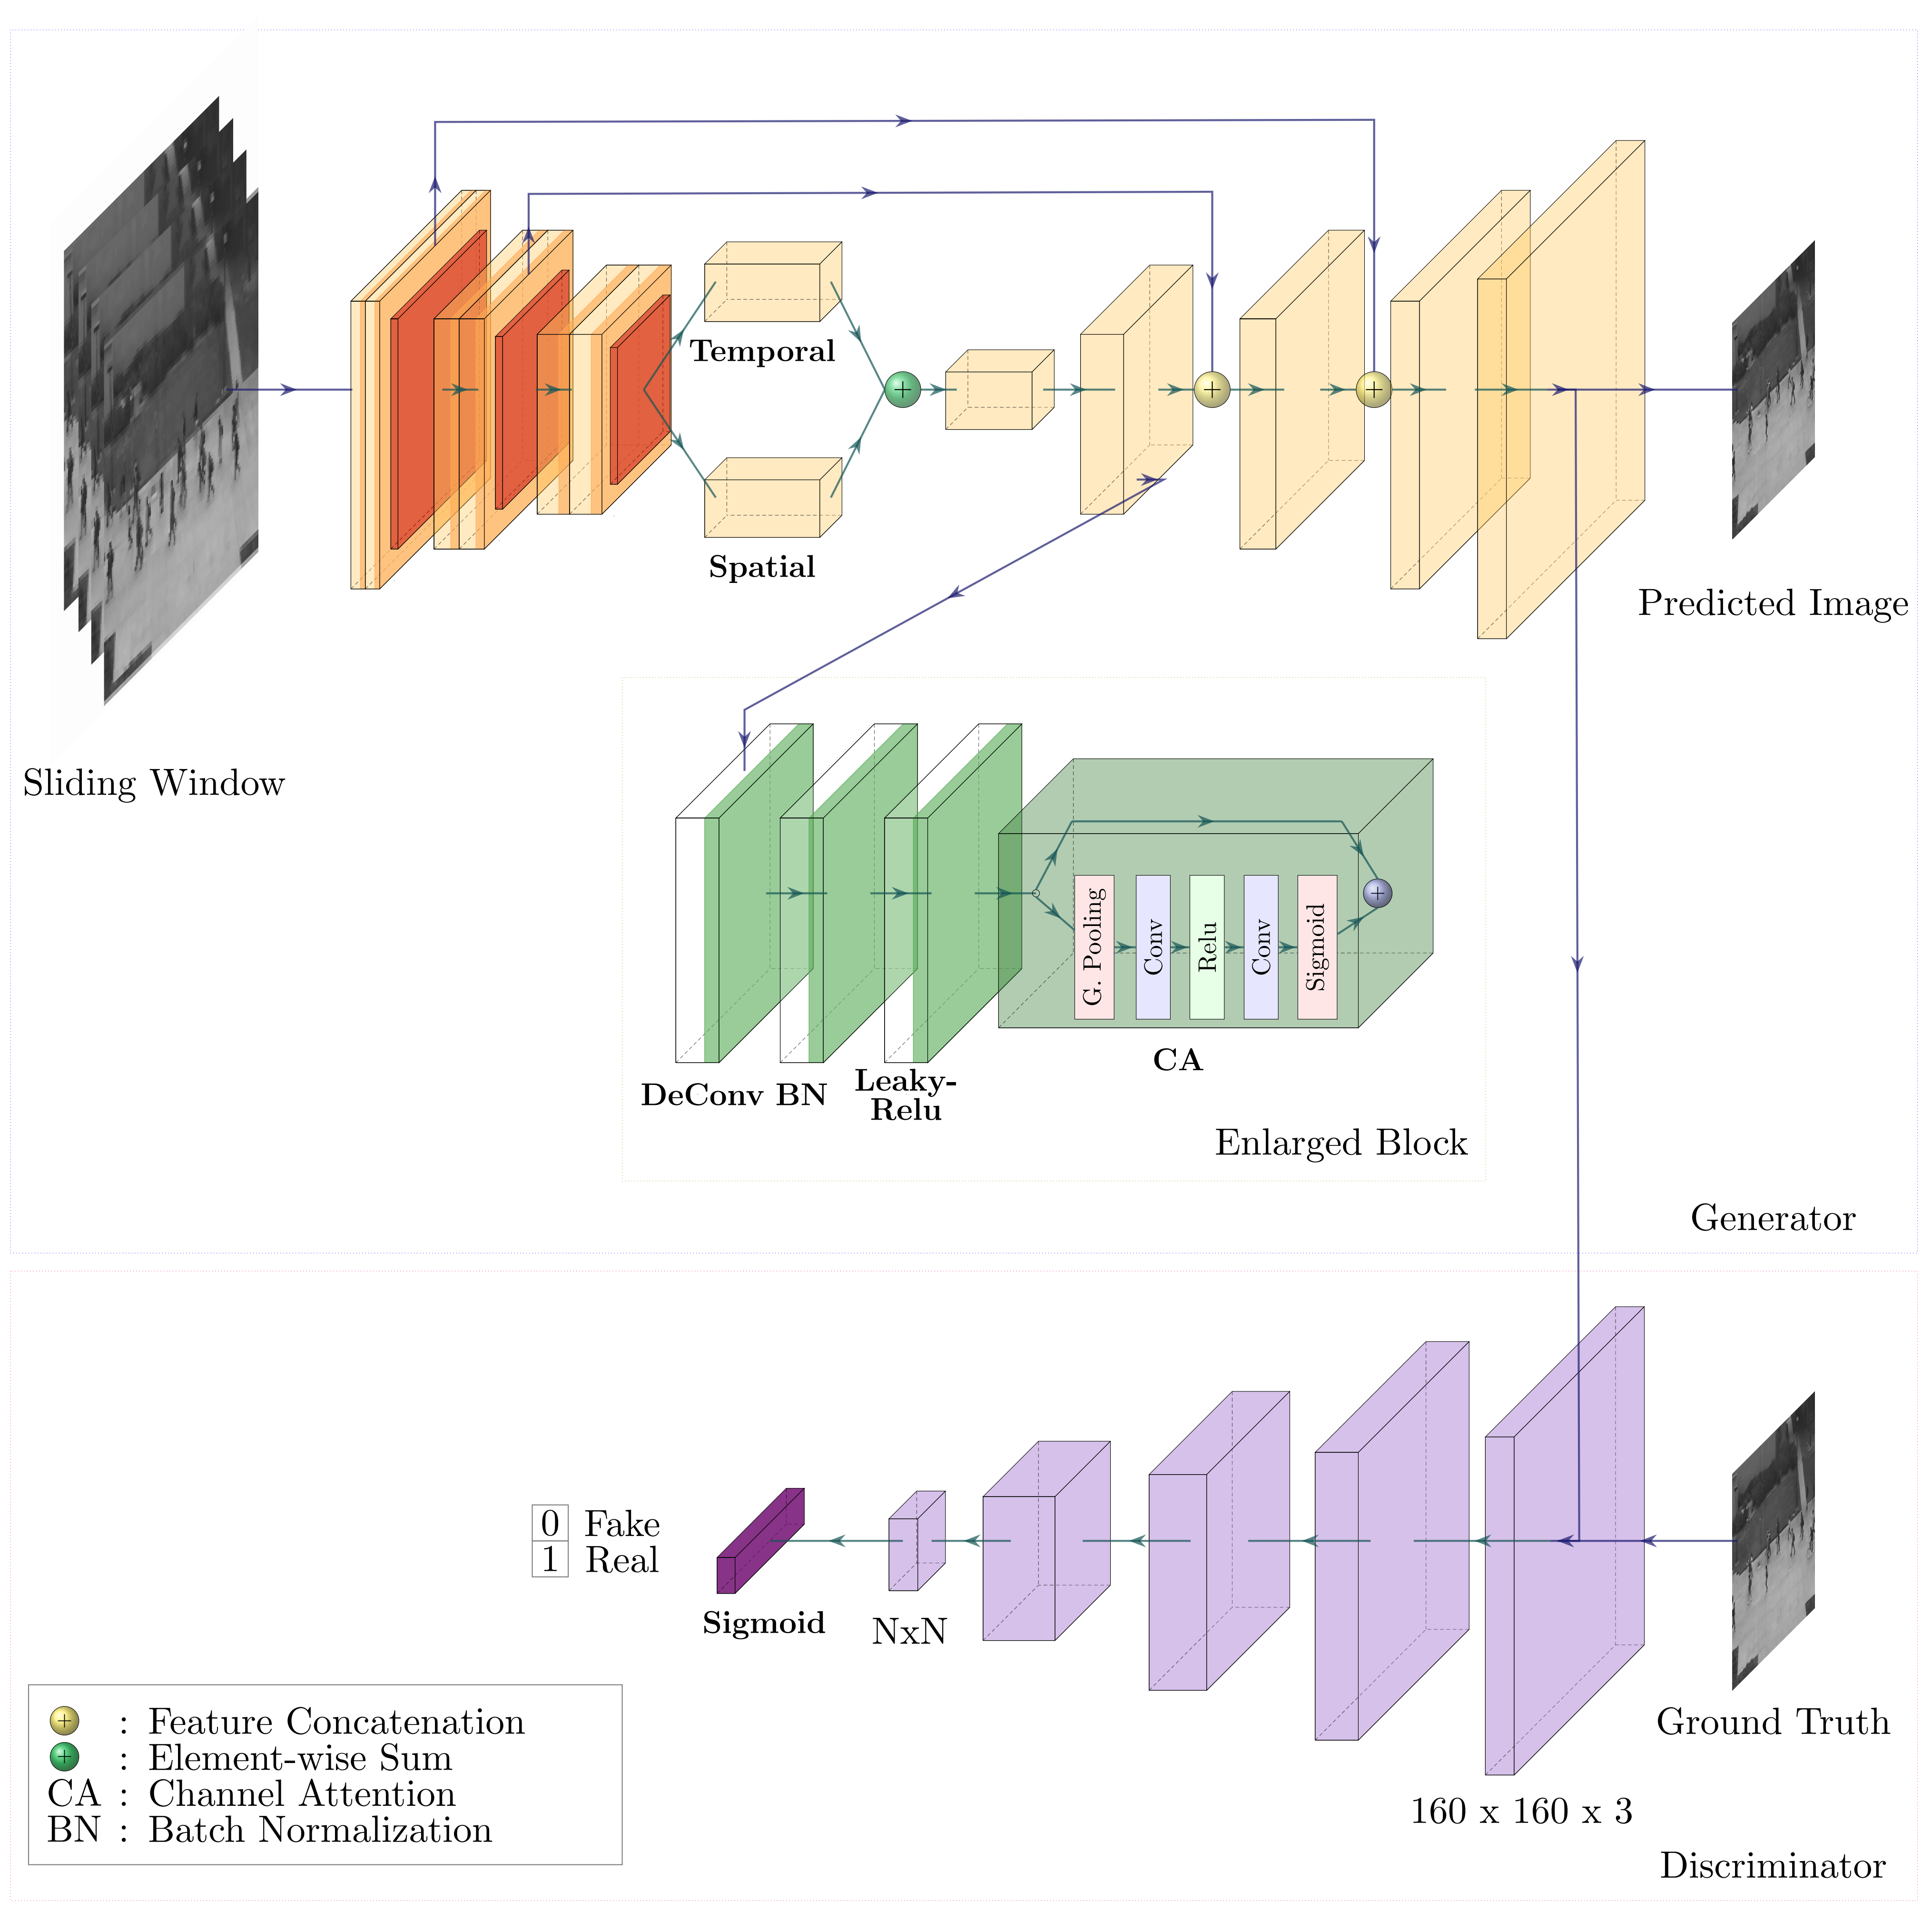 Temporal
Spatial
Predicted Image
Sliding Window
G. Pooling
Conv
Relu
Conv
Sigmoid
DeConv
BN
Leaky-
Relu
CA
Enlarged Block
Generator
0 Fake
1 Real
Sigmoid
NxN
160 x 160 x 3
Ground Truth
Discriminator
: Feature Concatenation
: Element-wise Sum
CA : Channel Attention
BN : Batch Normalization